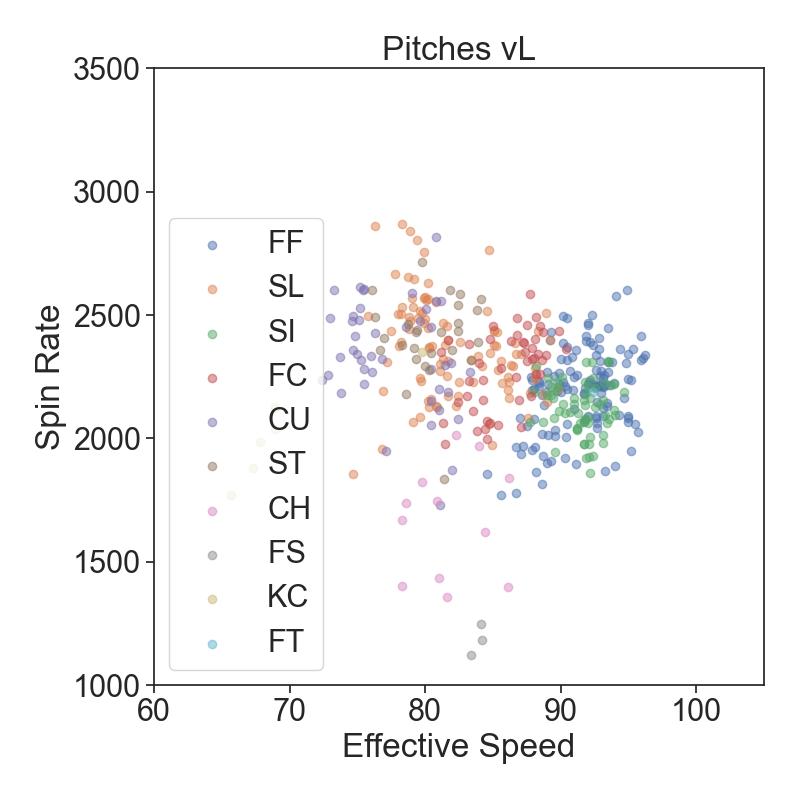 Pitches vL
3500
3000
2500
2000
1500
1000
Spin Rate
FF
SL
SI
FC
CU
ST
CH
FS
KC
FT
60 70 80 90 100
Effective Speed